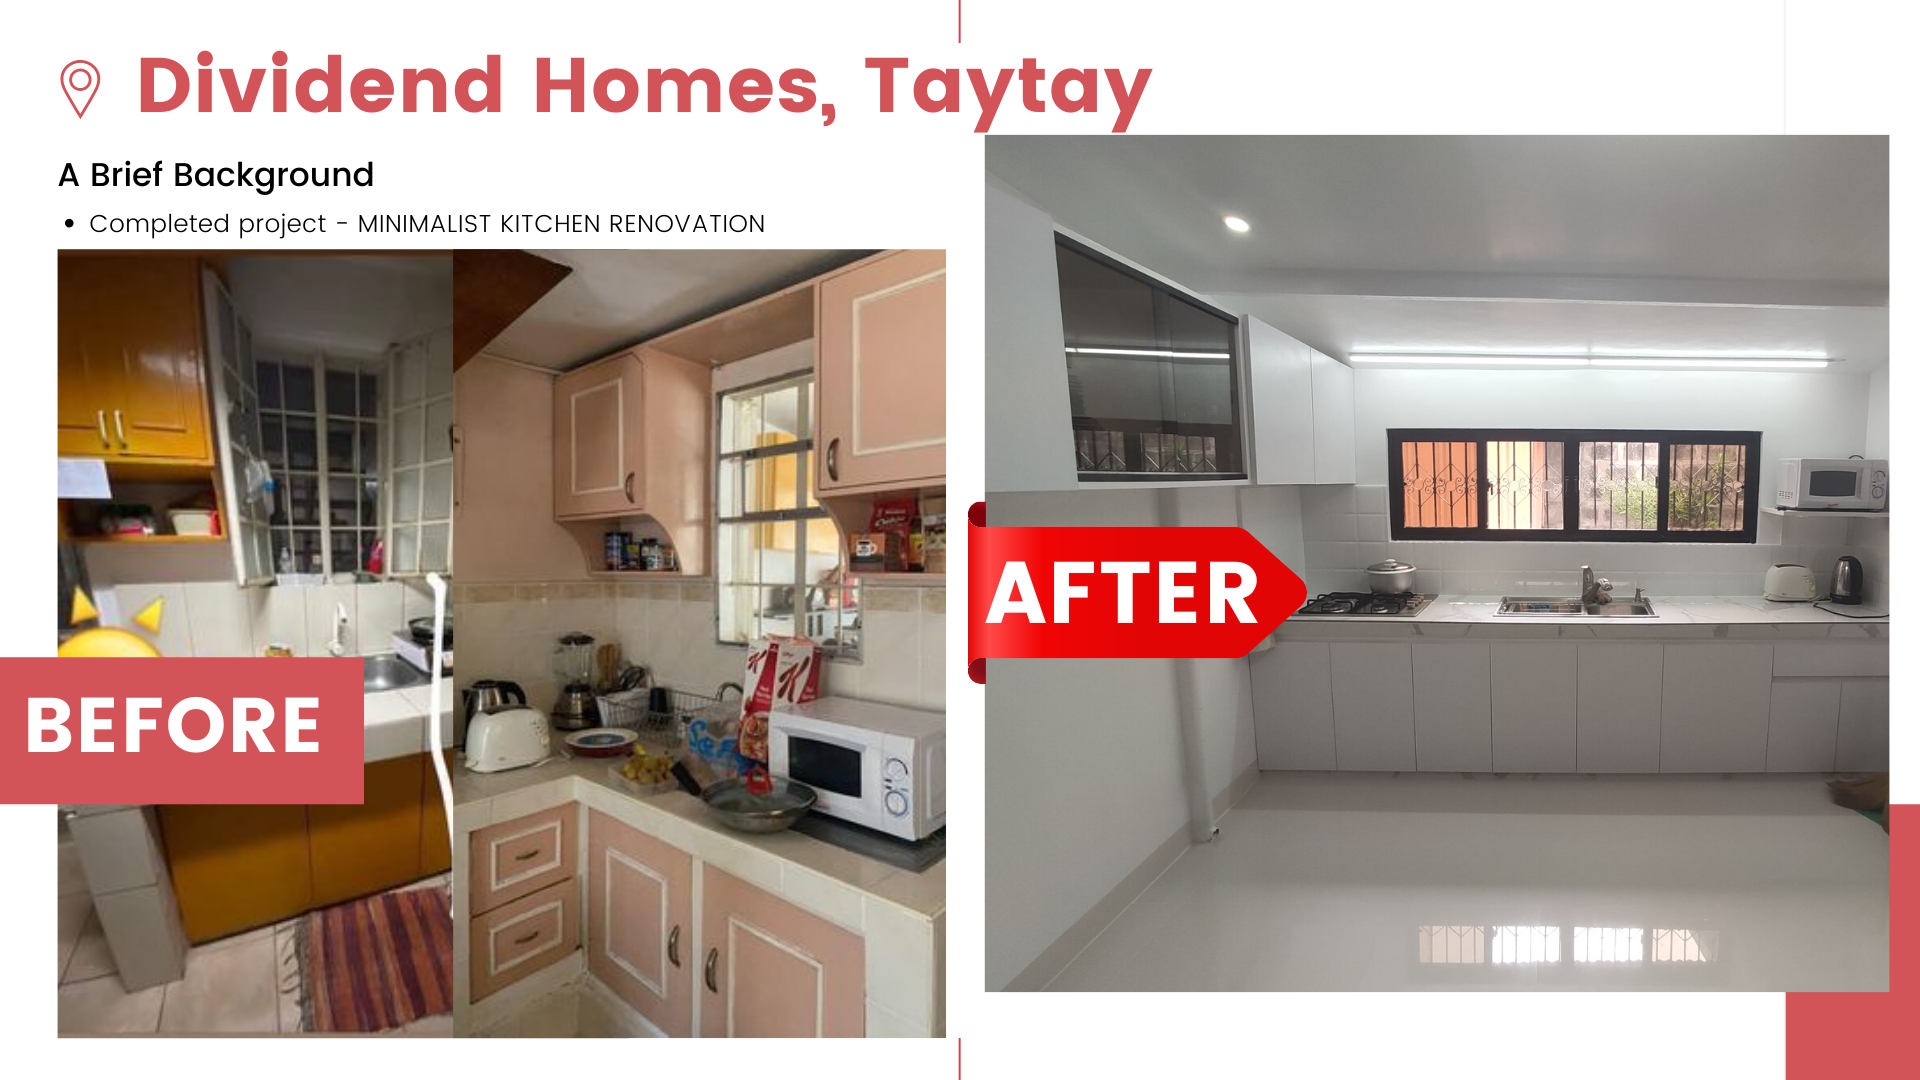 Dividend Homes, Taytay
A Brief Background
• Completed project - MINIMALIST KITCHEN RENOVATION
BEFORE
AFTER
K
K